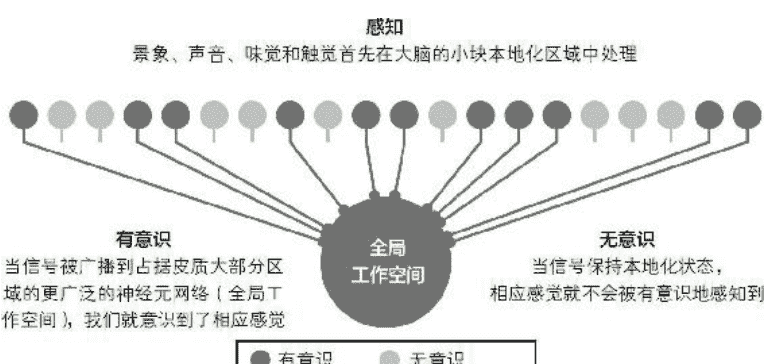 感知
景象、声音、味觉和触觉首先在大脑的小块本地化区域中处理
有意识
当信号被广播到占据皮质大部分区
域的更广泛的神经元网络(全局工
作空间),我们就意识到了相应感觉
全局
工作空间
无意识
当信号保持本地化状态,
相应感觉就不会被有意识地感知到
有意识 无意识